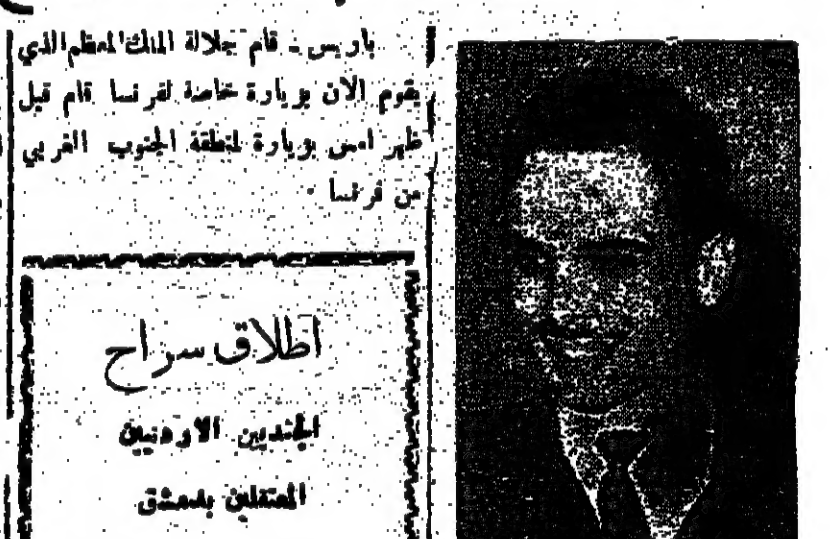 باريس - قام جلالة الملك المعظم الذي
يقوم الآن بزيارة خاصة لفرنسا قام قبل
ظهر امس بزيارة لمنطقة الجنوب الغربي
من فرنسا .
اطلاق سراح
الجنديين الاردنيين
المعتقلين بدمشق